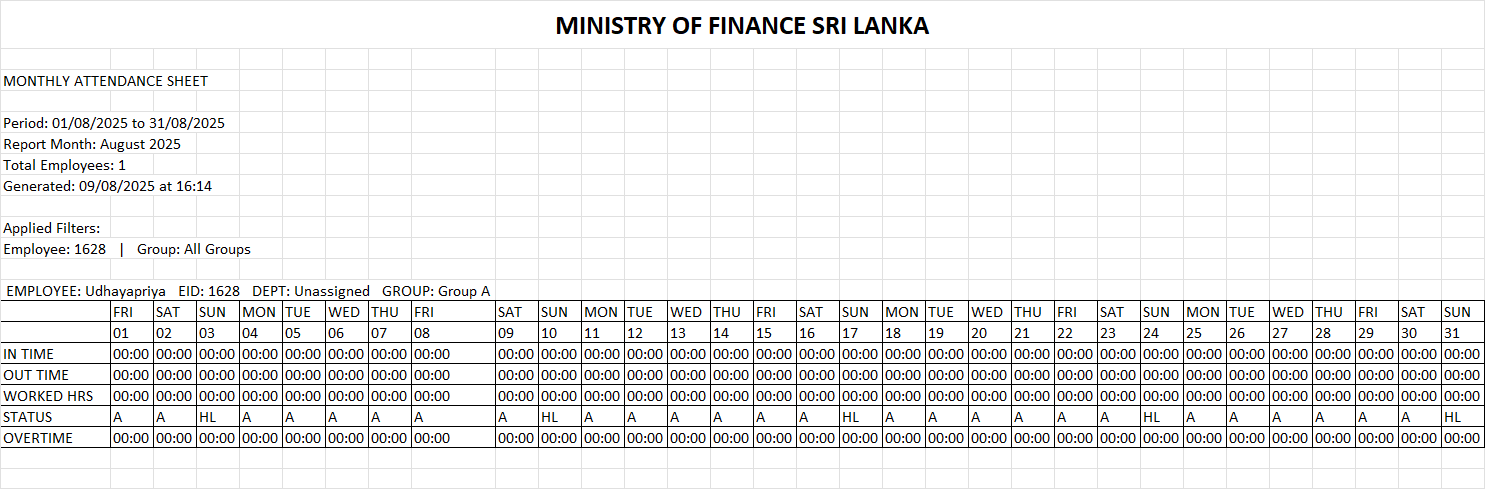 MINISTRY OF FINANCE SRI LANKA
MONTHLY ATTENDANCE SHEET
Period: 01/08/2025 to 31/08/2025
Report Month: August 2025
Total Employees: 1
Generated: 09/08/2025 at 16:14
Applied Filters:
Employee: 1628 | Group: All Groups
EMPLOYEE: Udhayapriya EID: 1628 DEPT: Unassigned GROUP: Group A
FRI SAT SUN MON TUE WED THU FRI SAT SUN MON TUE WED THU FRI SAT SUN MON TUE WED THU FRI SAT SUN MON TUE WED THU FRI SAT SUN
01 02 03 04 05 06 07 08 09 10 11 12 13 14 15 16 17 18 19 20 21 22 23 24 25 26 27 28 29 30 31
IN TIME 00:00 00:00 00:00 00:00 00:00 00:00 00:00 00:00 00:00 00:00 00:00 00:00 00:00 00:00 00:00 00:00 00:00 00:00 00:00 00:00 00:00 00:00 00:00 00:00 00:00 00:00 00:00 00:00 00:00 00:00 00:00
OUT TIME 00:00 00:00 00:00 00:00 00:00 00:00 00:00 00:00 00:00 00:00 00:00 00:00 00:00 00:00 00:00 00:00 00:00 00:00 00:00 00:00 00:00 00:00 00:00 00:00 00:00 00:00 00:00 00:00 00:00 00:00 00:00
WORKED HRS 00:00 00:00 00:00 00:00 00:00 00:00 00:00 00:00 00:00 00:00 00:00 00:00 00:00 00:00 00:00 00:00 00:00 00:00 00:00 00:00 00:00 00:00 00:00 00:00 00:00 00:00 00:00 00:00 00:00 00:00 00:00
STATUS A A HL A A A A A A HL A A A A A A HL A A A A A A HL A A A A A A HL
OVERTIME 00:00 00:00 00:00 00:00 00:00 00:00 00:00 00:00 00:00 00:00 00:00 00:00 00:00 00:00 00:00 00:00 00:00 00:00 00:00 00:00 00:00 00:00 00:00 00:00 00:00 00:00 00:00 00:00 00:00 00:00 00:00